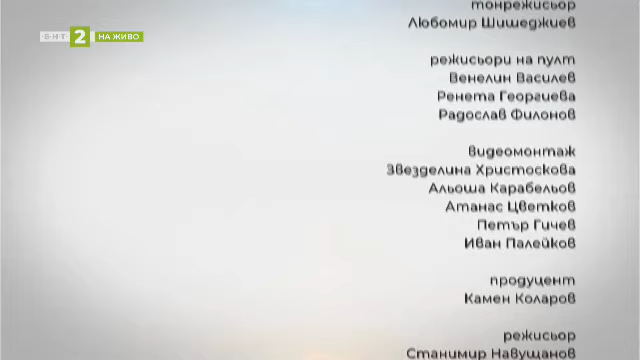 БНТ 2 НА ЖИВО
тонрежисьор
Любомир Шишеджиев
режисьори на пулт
Венелин Василев
Ренета Георгиева
Радослав Филонов
видеомонтаж
Звезделина Христоскова
Альоша Карабельов
Атанас Цветков
Петър Гичев
Иван Палейков
продуцент
Камен Коларов
режисьор
Станимир Навущанов